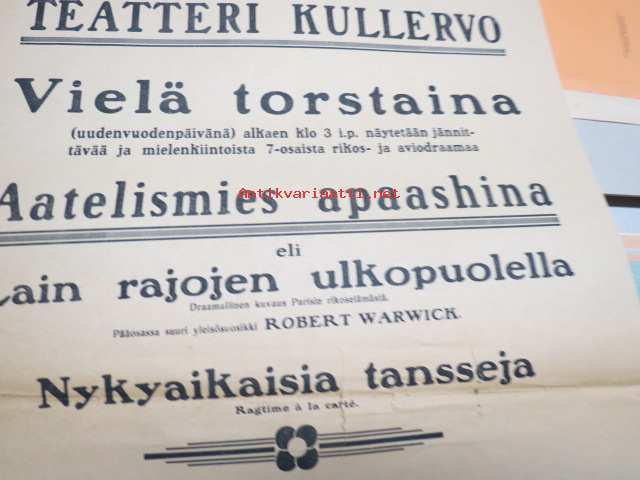 TEATTERI KULLERVO
Vielä torstaina
(uudenvuodenpäivänä) alkaen klo 3 i.p. näytetään jännit-
tävää ja mielenkiintoista 7-osaista rikos- ja aviodraamaa
Aatelismies apaashina
antikvariaatti.net
eli
Lain rajojen ulkopuolella
Draamallinen kuvaus Parisin rikoselämästä.
Pääosassa suuri yleisösuosikki ROBERT WARWICK.
Nykyaikaisia tansseja
Ragtime à la carté.